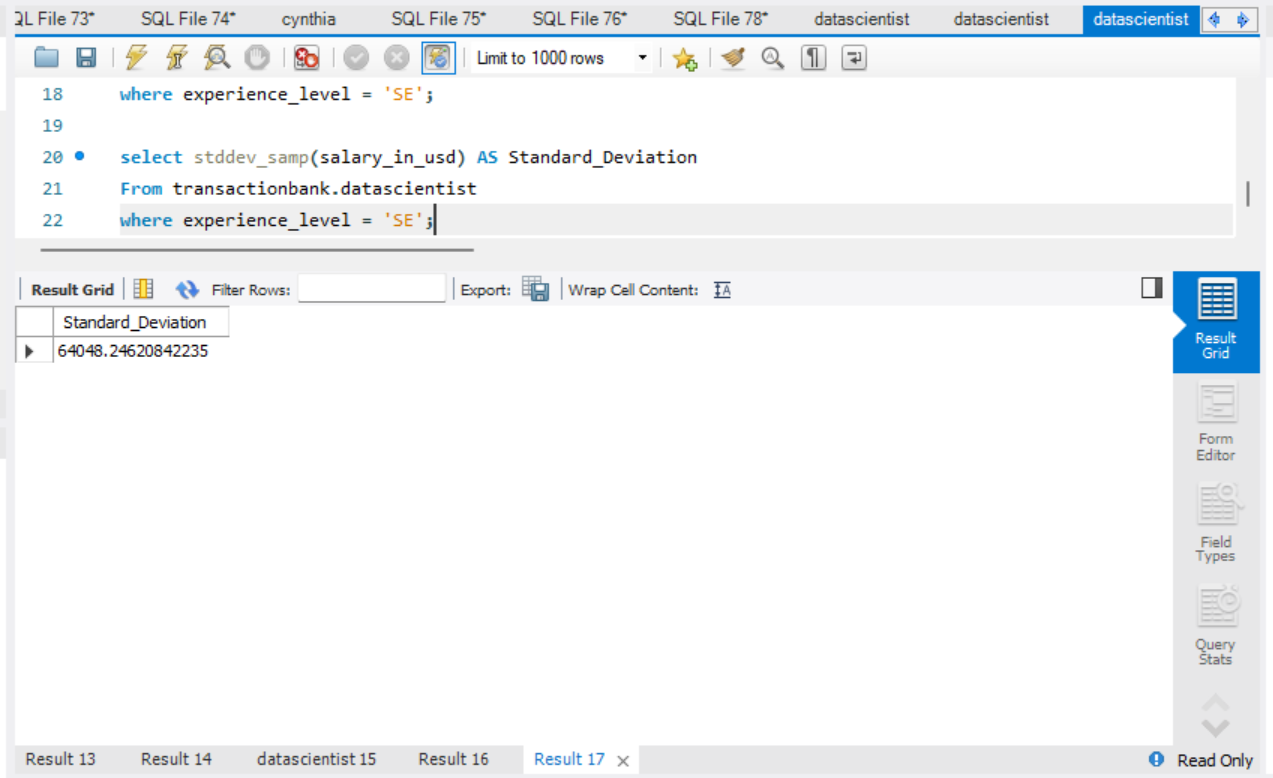 QL File 73* SQL File 74* cynthia SQL File 75* SQL File 76* SQL File 78* datascientist datascientist datascientist
Limit to 1000 rows
18 where experience_level = 'SE';
19
20 select stddev_samp(salary_in_usd) AS Standard_Deviation
21 From transactionbank.datascientist
22 where experience_level = 'SE';
Result Grid Filter Rows: Export: Wrap Cell Content:
Standard_Deviation
64048.24620842235
Result
Grid
Form
Editor
Field
Types
Query
Stats
Result 13 Result 14 datascientist 15 Result 16 Result 17 Read Only